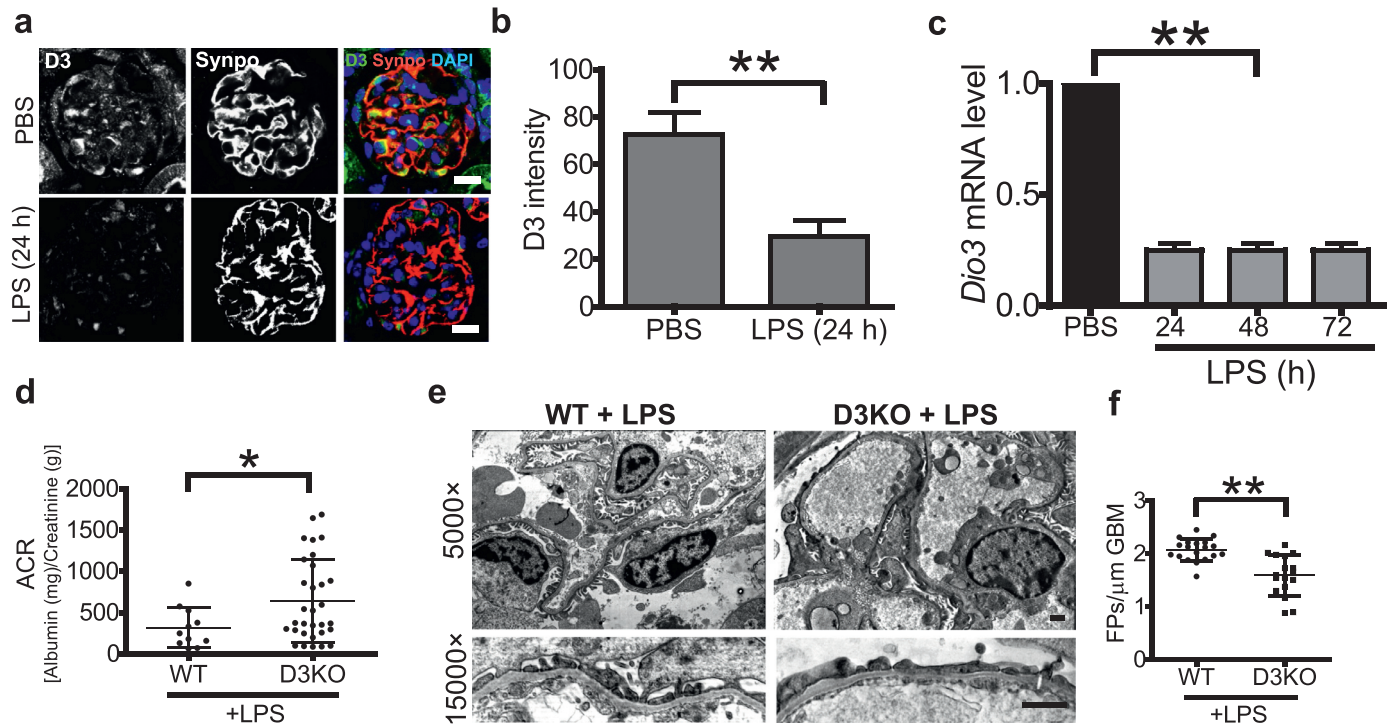 a
D3
Synpo
D3 Synpo DAPI
PBS
LPS (24 h)
b
**
D3 intensity
100
80
60
40
20
0
PBS
LPS (24 h)
c
**
Dio3 mRNA level
1.0
0.5
0.0
PBS
24
48
72
LPS (h)
d
*
ACR
[Albumin (mg)/Creatinine (g)]
2000
1500
1000
500
0
WT
D3KO
+LPS
e
WT + LPS
D3KO + LPS
5000×
15000×
f
**
FPs/μm GBM
3
2
1
0
WT
D3KO
+LPS